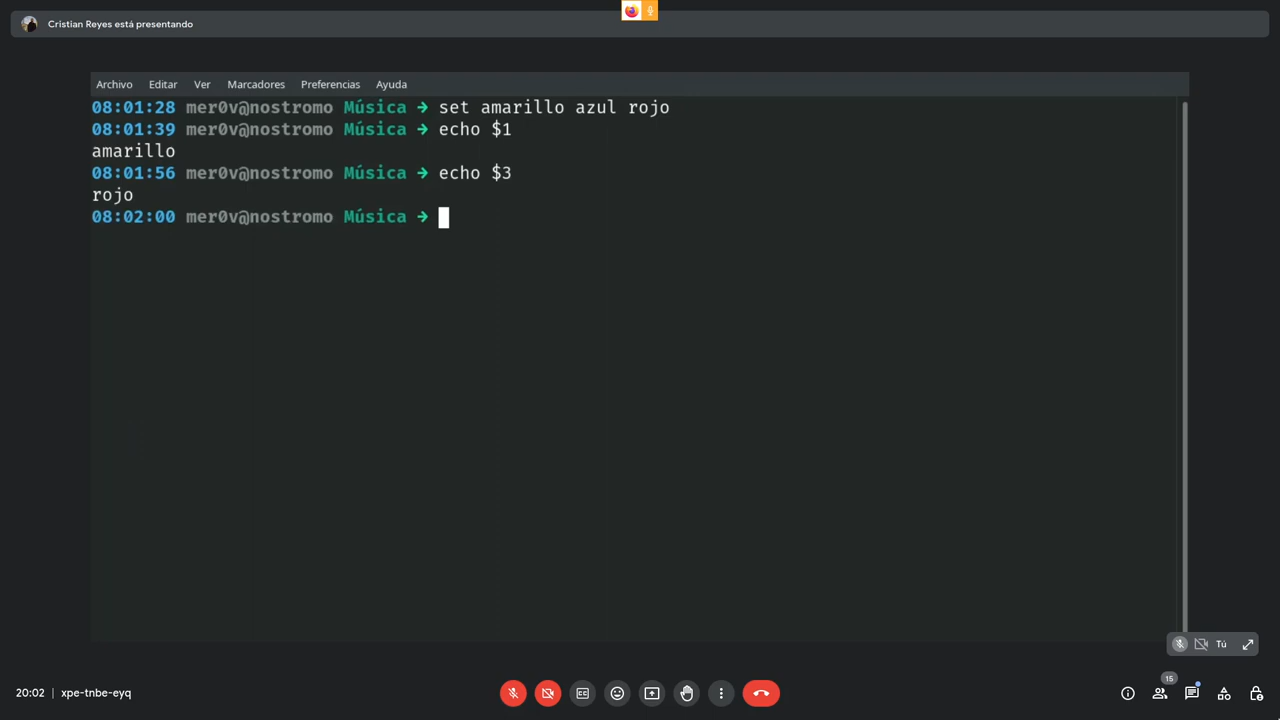 Cristian Reyes está presentando
Archivo Editar Ver Marcadores Preferencias Ayuda
08:01:28 mer0v@nostromo Música → set amarillo azul rojo
08:01:39 mer0v@nostromo Música → echo $1
amarillo
08:01:56 mer0v@nostromo Música → echo $3
rojo
08:02:00 mer0v@nostromo Música →
Tú
15
20:02 | xpe-tnbe-eyq